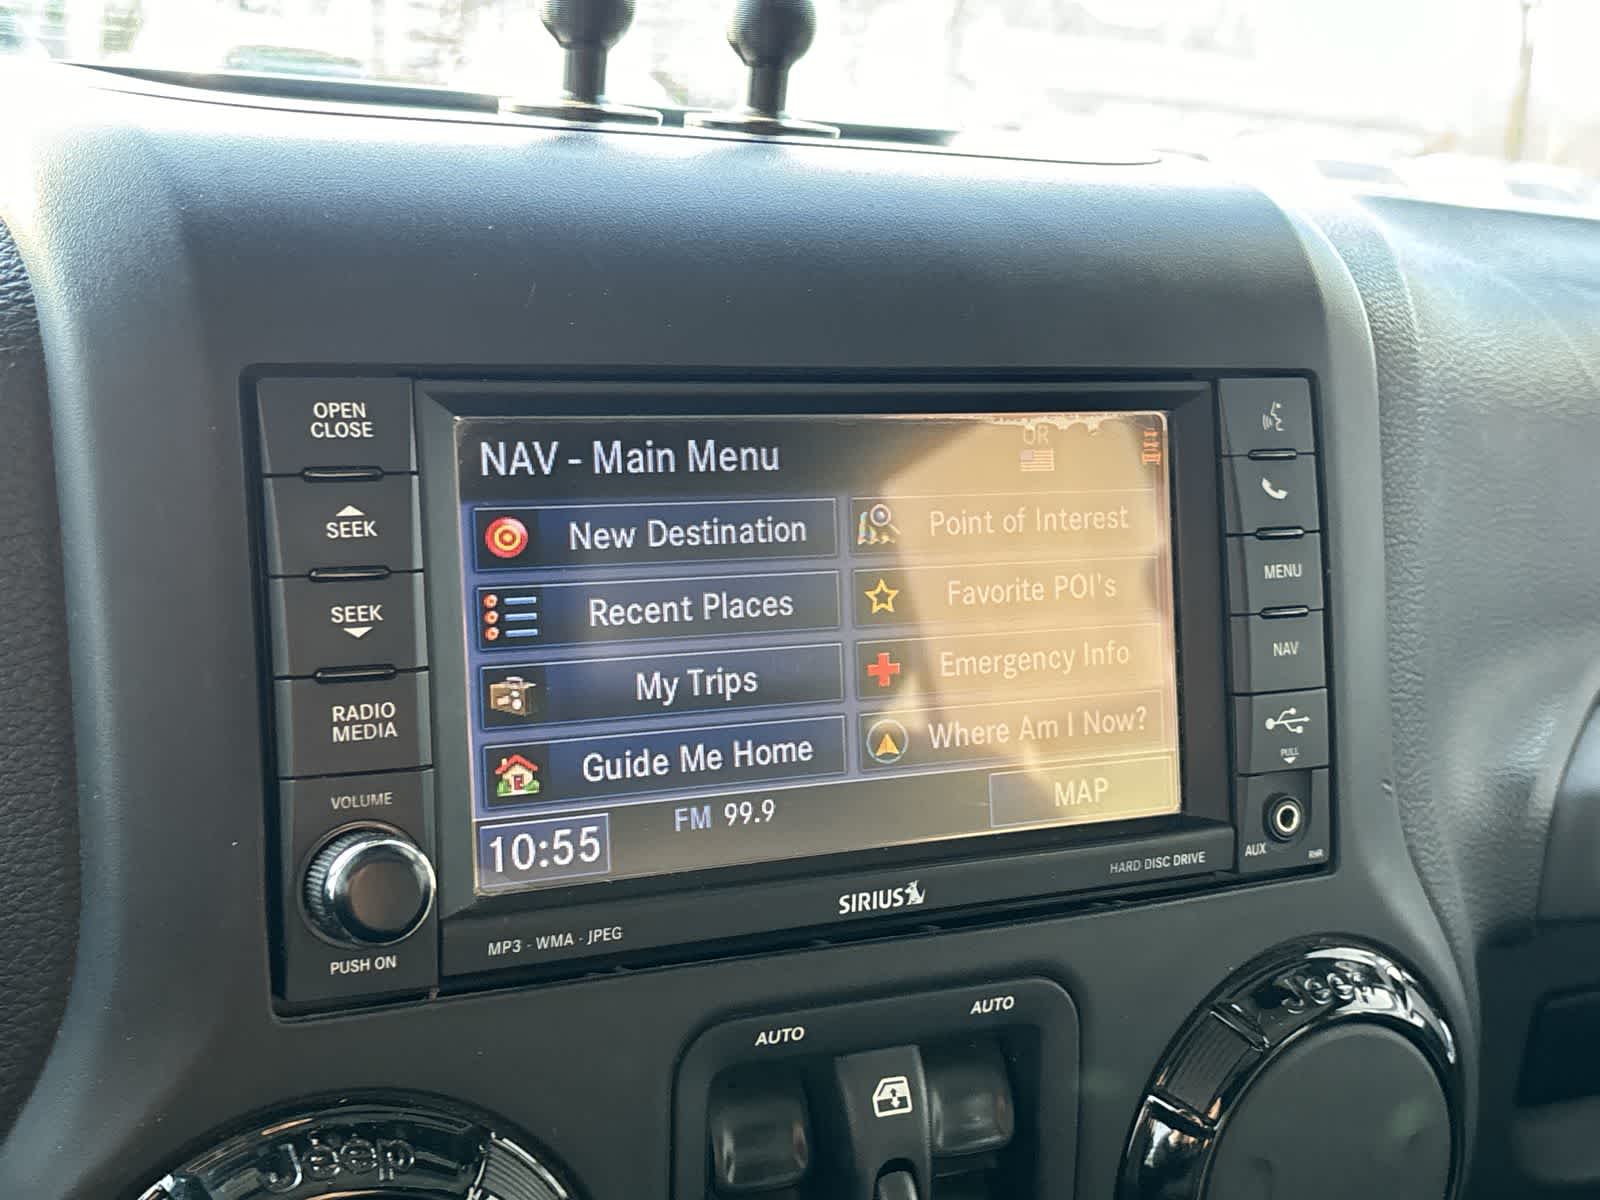 OPEN
CLOSE
SEEK
SEEK
RADIO
MEDIA
VOLUME
PUSH ON
NAV - Main Menu
OR
New Destination
Point of Interest
Recent Places
Favorite POI's
My Trips
Emergency Info
Guide Me Home
Where Am I Now?
10:55
FM 99.9
MAP
MENU
NAV
PULL
AUX
RHR
HARD DISC DRIVE
SIRIUS
MP3 - WMA - JPEG
AUTO
AUTO
Jeep
Jeep